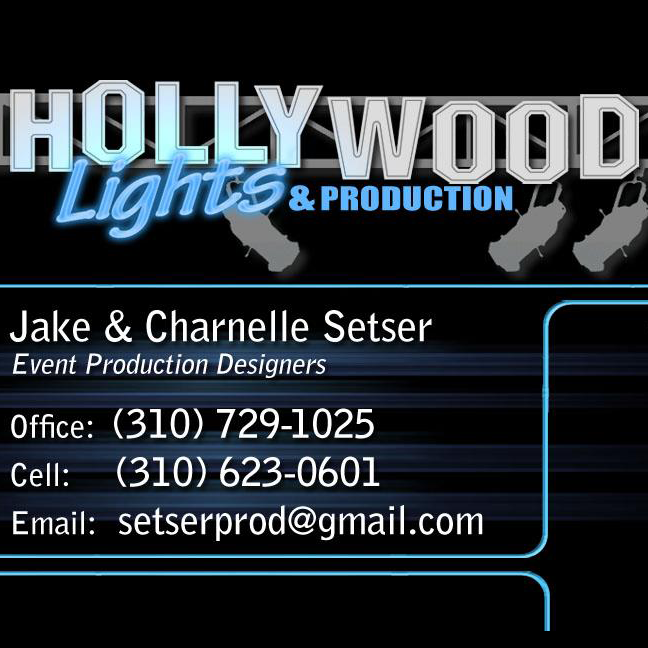 HOLLYWOOD
Lights & PRODUCTION
Jake & Charnelle Setser
Event Production Designers
Office: (310) 729-1025
Cell: (310) 623-0601
Email: setserprod@gmail.com